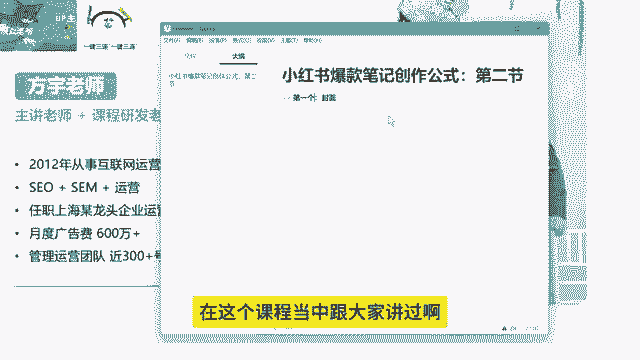 UP主
一键三连 一键三连
方宇老师
主讲老师 + 课程研发老
2012年从事互联网运营
SEO + SEM + 运营
任职上海某龙头企业运营
月度广告费 600万+
管理运营团队 近300+号
大纲
小红书爆款笔记创作公式：第二节
小红书爆款笔记创作公式：第二节
第一个：封面
在这个课程当中跟大家讲过啊